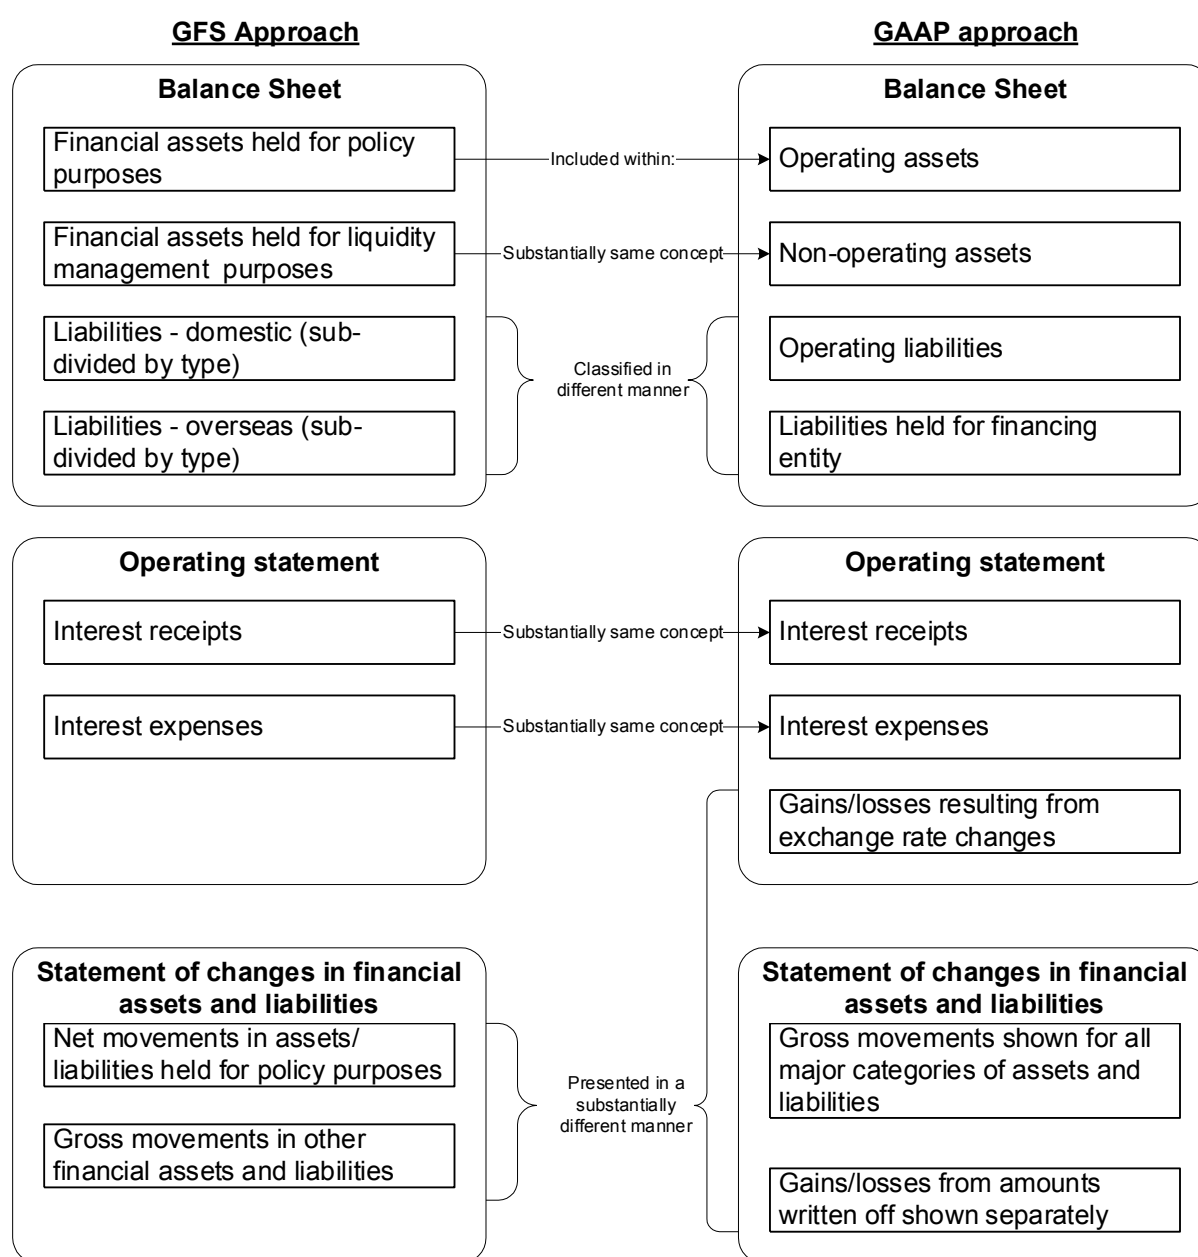 GFS Approach
GAAP approach
Balance Sheet
Balance Sheet
Financial assets held for policy
purposes
Included within:
Operating assets
Financial assets held for liquidity
management purposes
Substantially same concept
Non-operating assets
Liabilities - domestic (sub-
divided by type)
Classified in
different manner
Operating liabilities
Liabilities - overseas (sub-
divided by type)
Liabilities held for financing
entity
Operating statement
Operating statement
Interest receipts
Substantially same concept
Interest receipts
Interest expenses
Substantially same concept
Interest expenses
Gains/losses resulting from
exchange rate changes
Statement of changes in financial
assets and liabilities
Statement of changes in financial
assets and liabilities
Net movements in assets/
liabilities held for policy purposes
Presented in a
substantially
different manner
Gross movements shown for all
major categories of assets and
liabilities
Gross movements in other
financial assets and liabilities
Gains/losses from amounts
written off shown separately